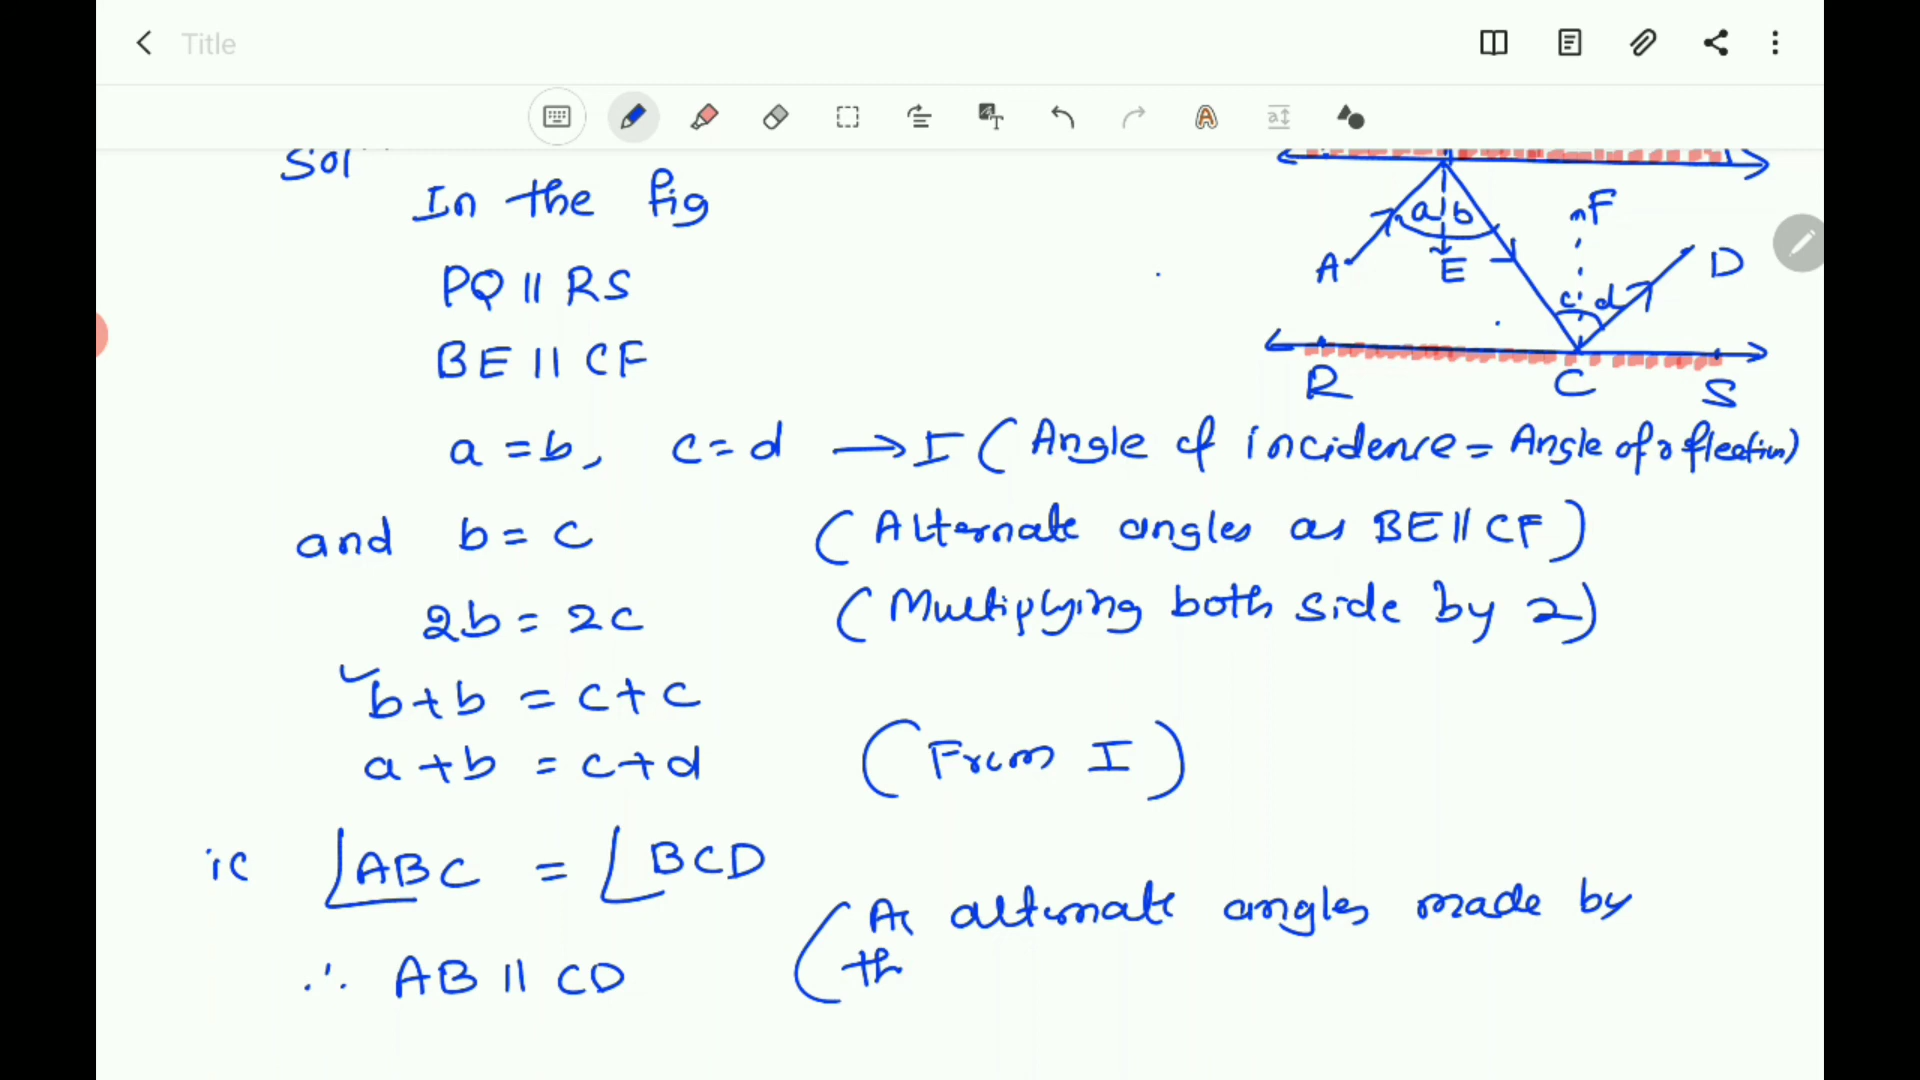 Title
Sol
In the fig
PQ || RS
BE || CF
a = b, c = d → I (Angle of incidence = Angle of reflection)
and b = c (Alternate angles as BE || CF)
2b = 2c (Multiplying both side by 2)
b + b = c + c
a + b = c + d (From I)
ie ∠ABC = ∠BCD
(As alternate angles made by
∴ AB || CD th
a b
F
A E D
c d
R C S